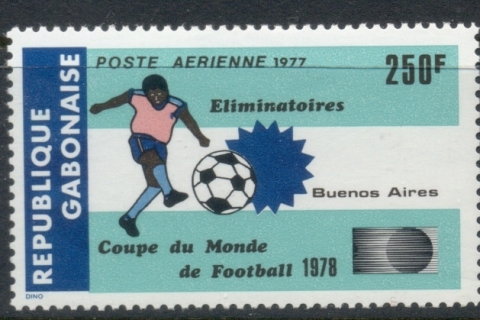 REPUBLIQUE
GABONAISE
POSTE AERIENNE 1977
250F
Eliminatoires
Buenos Aires
Coupe du Monde
de Football 1978
DINO